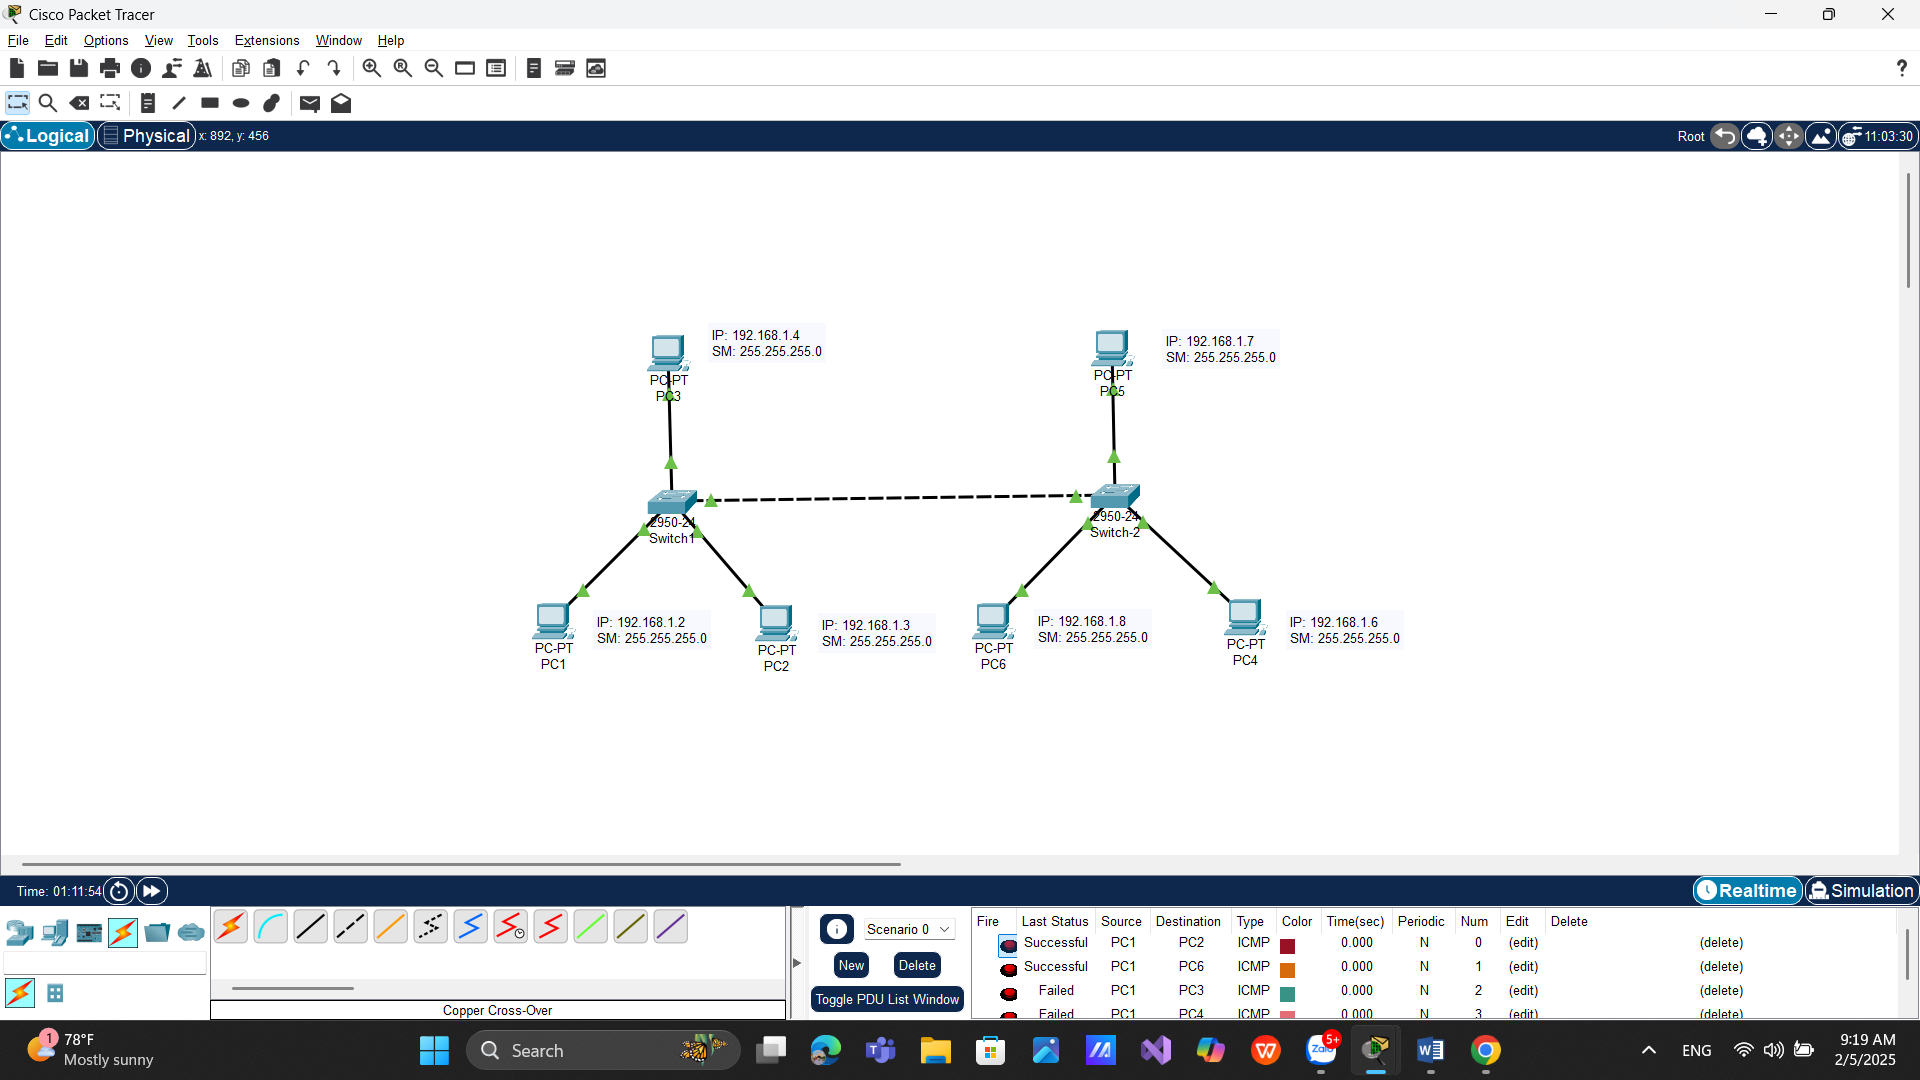 Cisco Packet Tracer
File Edit Options View Tools Extensions Window Help
?
Logical Physical x: 892, y: 456 Root 11:03:30
IP: 192.168.1.4
SM: 255.255.255.0
PC-PT
PC3
IP: 192.168.1.7
SM: 255.255.255.0
PC-PT
PC5
2950-24
Switch1
2950-24
Switch-2
IP: 192.168.1.2
SM: 255.255.255.0
PC-PT
PC1
IP: 192.168.1.3
SM: 255.255.255.0
PC-PT
PC2
IP: 192.168.1.8
SM: 255.255.255.0
PC-PT
PC6
IP: 192.168.1.6
SM: 255.255.255.0
PC-PT
PC4
Time: 01:11:54 Realtime Simulation
Copper Cross-Over
Scenario 0
New Delete
Toggle PDU List Window
Fire Last Status Source Destination Type Color Time(sec) Periodic Num Edit Delete
Successful PC1 PC2 ICMP 0.000 N 0 (edit) (delete)
Successful PC1 PC6 ICMP 0.000 N 1 (edit) (delete)
Failed PC1 PC3 ICMP 0.000 N 2 (edit) (delete)
Failed PC1 PC4 ICMP 0.000 N 3 (edit) (delete)
1
78°F
Mostly sunny
Search
Zalo
5+
ENG
9:19 AM
2/5/2025